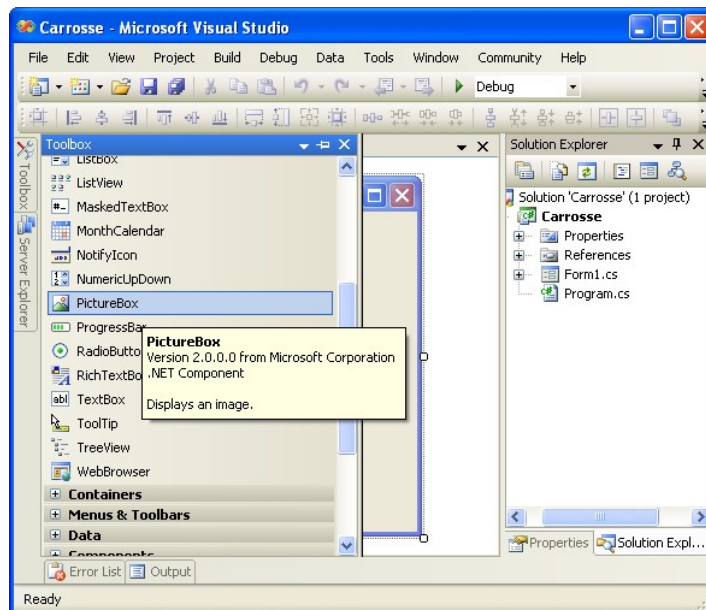 Carrosse - Microsoft Visual Studio
File Edit View Project Build Debug Data Tools Window Community Help
Debug
Toolbox
Server Explorer
Toolbox
ListBox
ListView
MaskedTextBox
MonthCalendar
NotifyIcon
NumericUpDown
PictureBox
ProgressBar
RadioButto
RichTextBo
TextBox
ToolTip
TreeView
WebBrowser
Containers
Menus & Toolbars
Data
Components
PictureBox
Version 2.0.0.0 from Microsoft Corporation
.NET Component
Displays an image.
Solution Explorer
Solution 'Carrosse' (1 project)
Carrosse
Properties
References
Form1.cs
Program.cs
Properties Solution Expl...
Error List Output
Ready